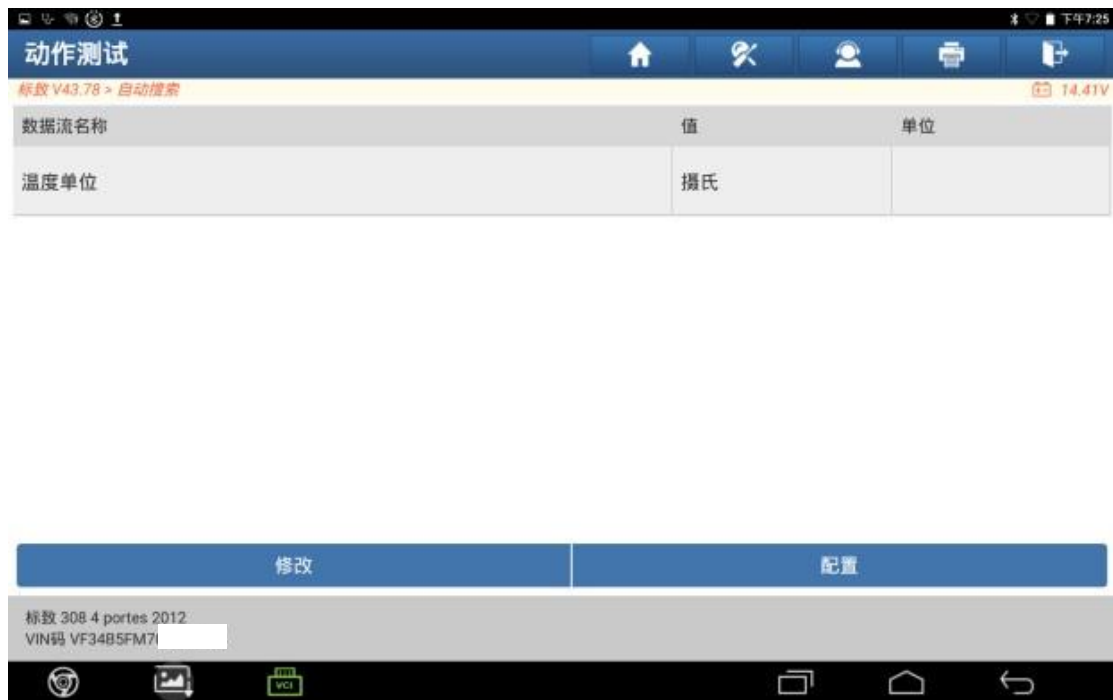 下午7:25
动作测试
标致 V43.78 > 自动搜索
14.41V
数据流名称 值 单位
温度单位 摄氏
修改 配置
标致 308 4 portes 2012
VIN码 VF34B5FM7
VCI